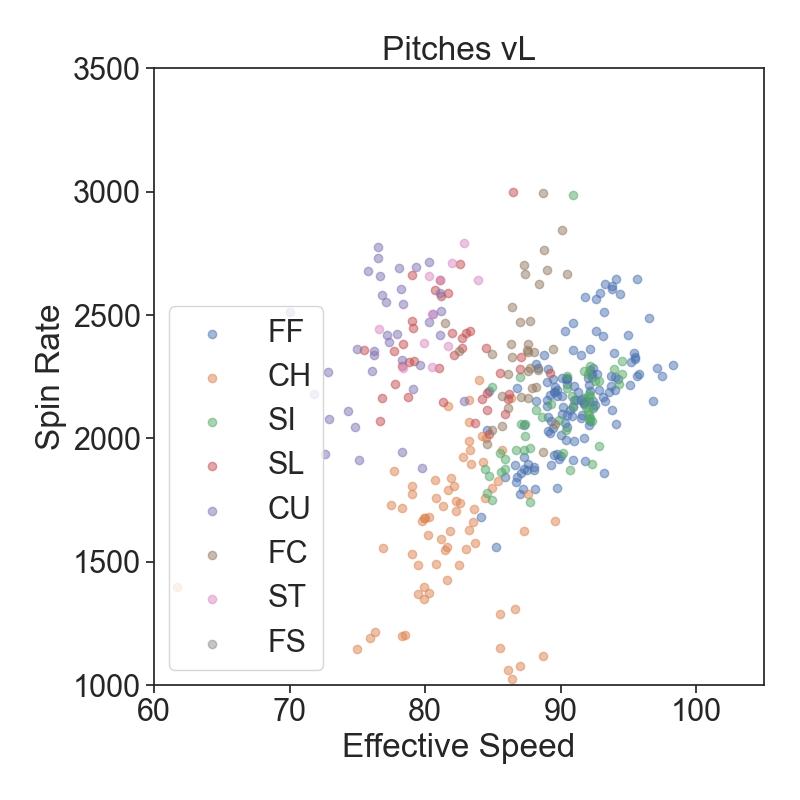 Pitches vL
3500
3000
2500
2000
1500
1000
Spin Rate
FF
CH
SI
SL
CU
FC
ST
FS
60 70 80 90 100
Effective Speed